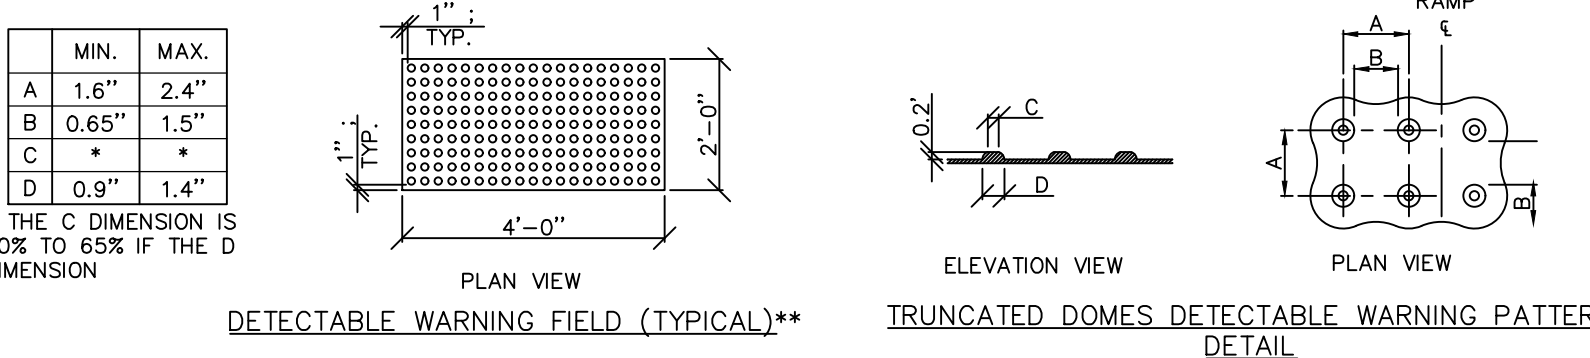 MIN. MAX.
A 1.6" 2.4"
B 0.65" 1.5"
C * *
D 0.9" 1.4"
THE C DIMENSION IS
0% TO 65% IF THE D
IMENSION
1" ;
TYP.
1" ;
TYP.
2'-0"
4'-0"
PLAN VIEW
DETECTABLE WARNING FIELD (TYPICAL)**
0.2'
C
D
ELEVATION VIEW
RAMP
℄
A
B
A
B
PLAN VIEW
TRUNCATED DOMES DETECTABLE WARNING PATTER
DETAIL